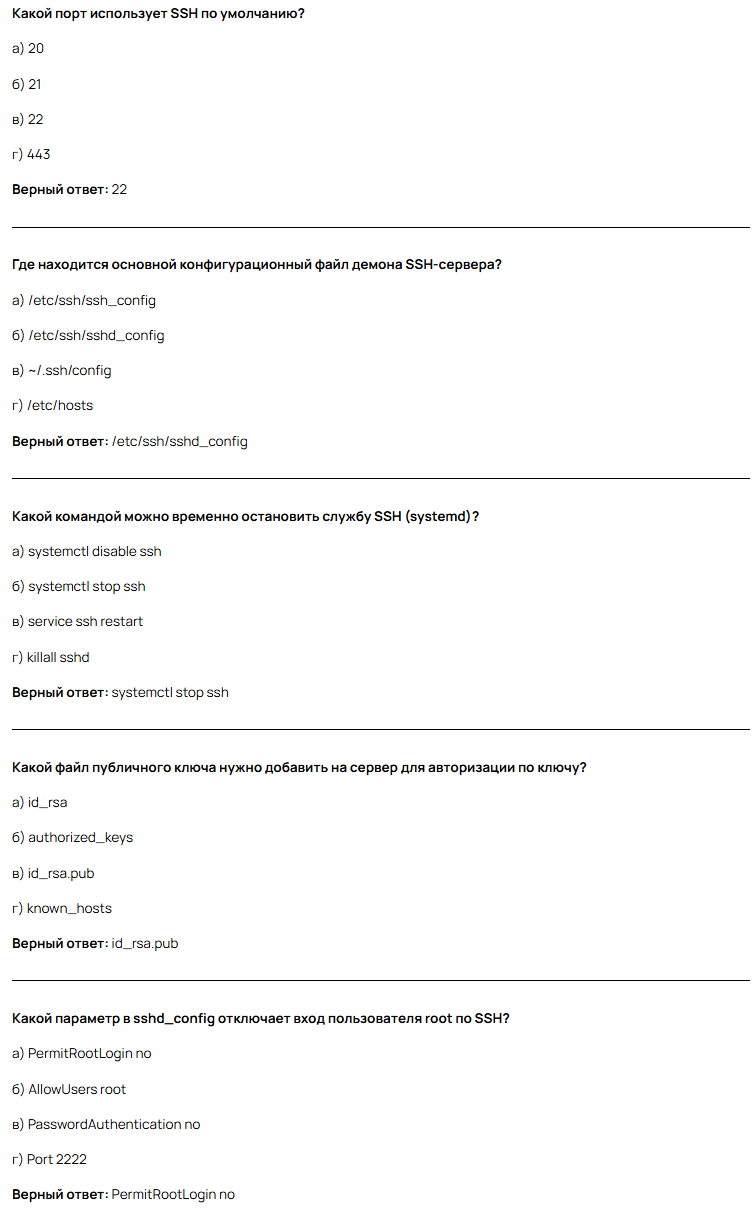 Какой порт использует SSH по умолчанию?
а) 20
б) 21
в) 22
г) 443
Верный ответ: 22
Где находится основной конфигурационный файл демона SSH-сервера?
а) /etc/ssh/ssh_config
б) /etc/ssh/sshd_config
в) ~/.ssh/config
г) /etc/hosts
Верный ответ: /etc/ssh/sshd_config
Какой командой можно временно остановить службу SSH (systemd)?
а) systemctl disable ssh
б) systemctl stop ssh
в) service ssh restart
г) killall sshd
Верный ответ: systemctl stop ssh
Какой файл публичного ключа нужно добавить на сервер для авторизации по ключу?
а) id_rsa
б) authorized_keys
в) id_rsa.pub
г) known_hosts
Верный ответ: id_rsa.pub
Какой параметр в sshd_config отключает вход пользователя root по SSH?
а) PermitRootLogin no
б) AllowUsers root
в) PasswordAuthentication no
г) Port 2222
Верный ответ: PermitRootLogin no